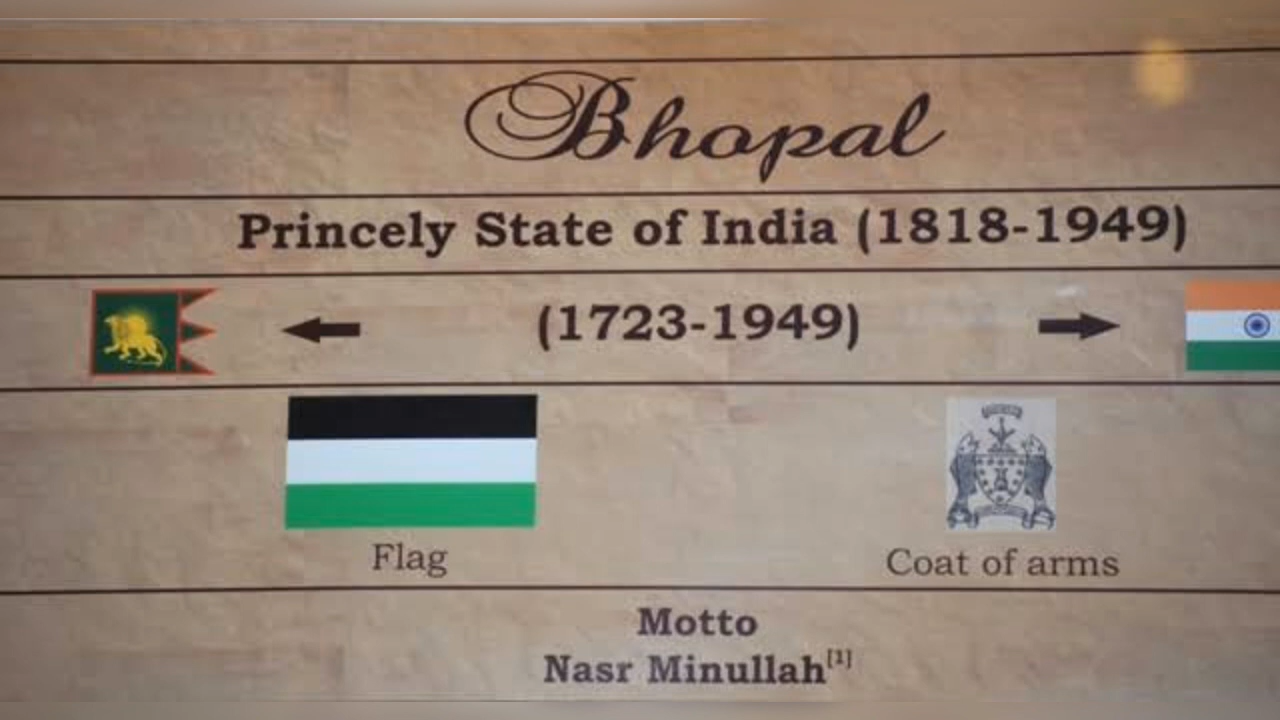 Bhopal
Princely State of India (1818-1949)
(1723-1949)
Flag
Coat of arms
Motto
Nasr Minullah[1]